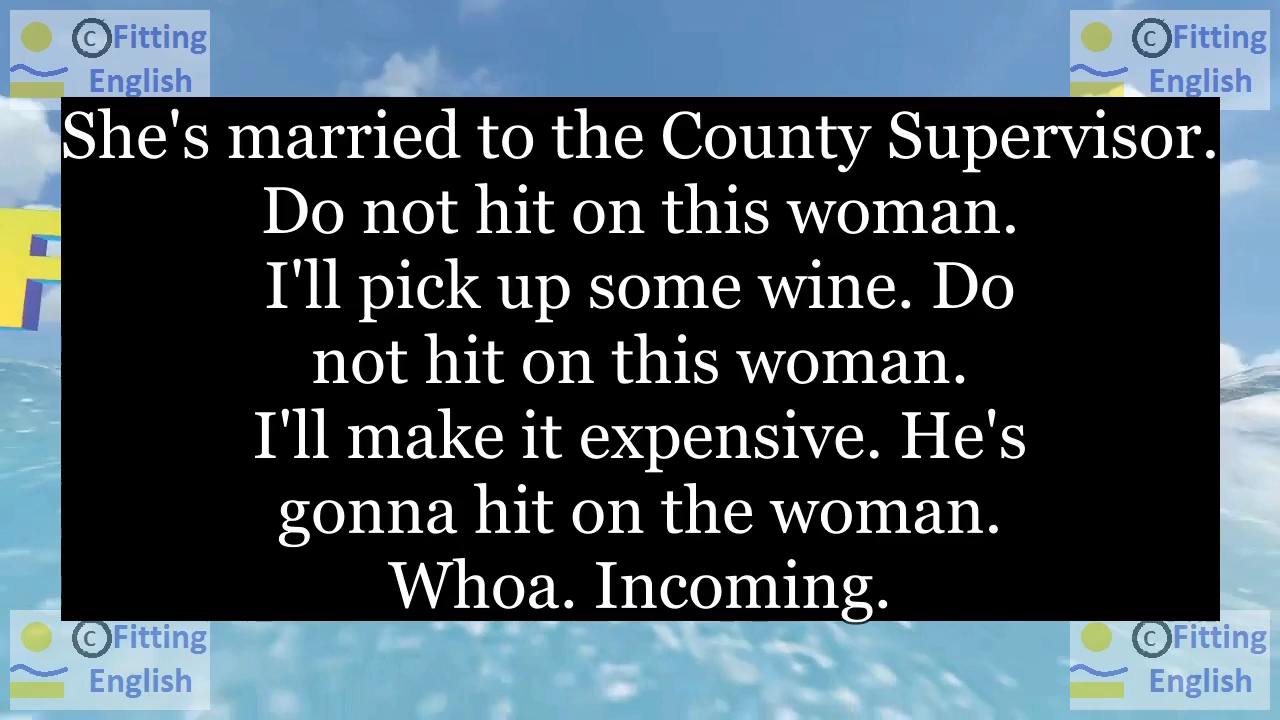 © Fitting
English
© Fitting
English
She's married to the County Supervisor.
Do not hit on this woman.
I'll pick up some wine. Do
not hit on this woman.
I'll make it expensive. He's
gonna hit on the woman.
Whoa. Incoming.
F
© Fitting
English
© Fitting
English